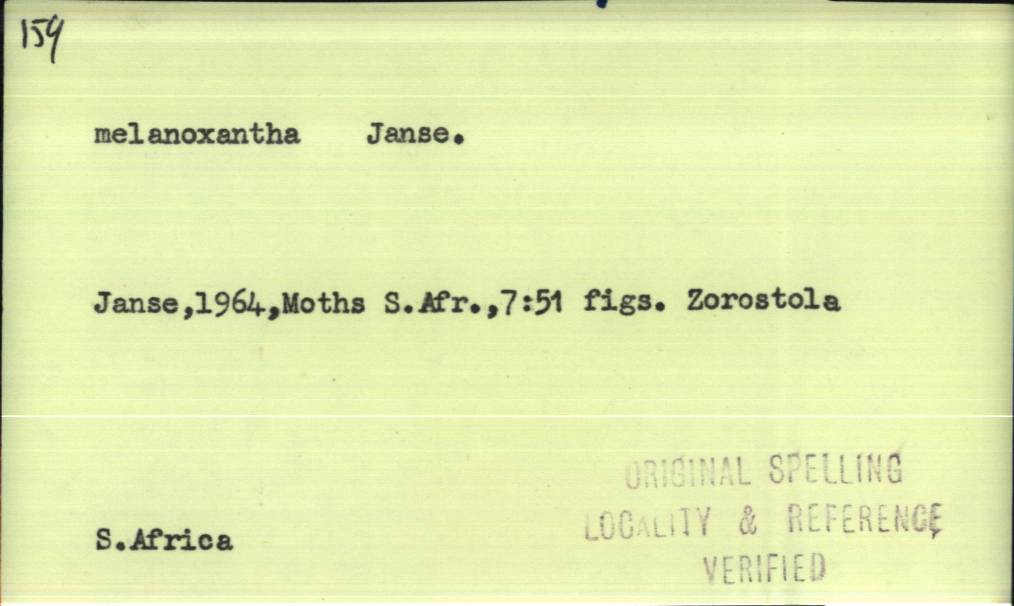 159
melanoxantha Janse.
Janse,1964,Moths S.Afr.,7:51 figs. Zorostola
ORIGINAL SPELLING
LOCALITY & REFERENCE
VERIFIED
S.Africa